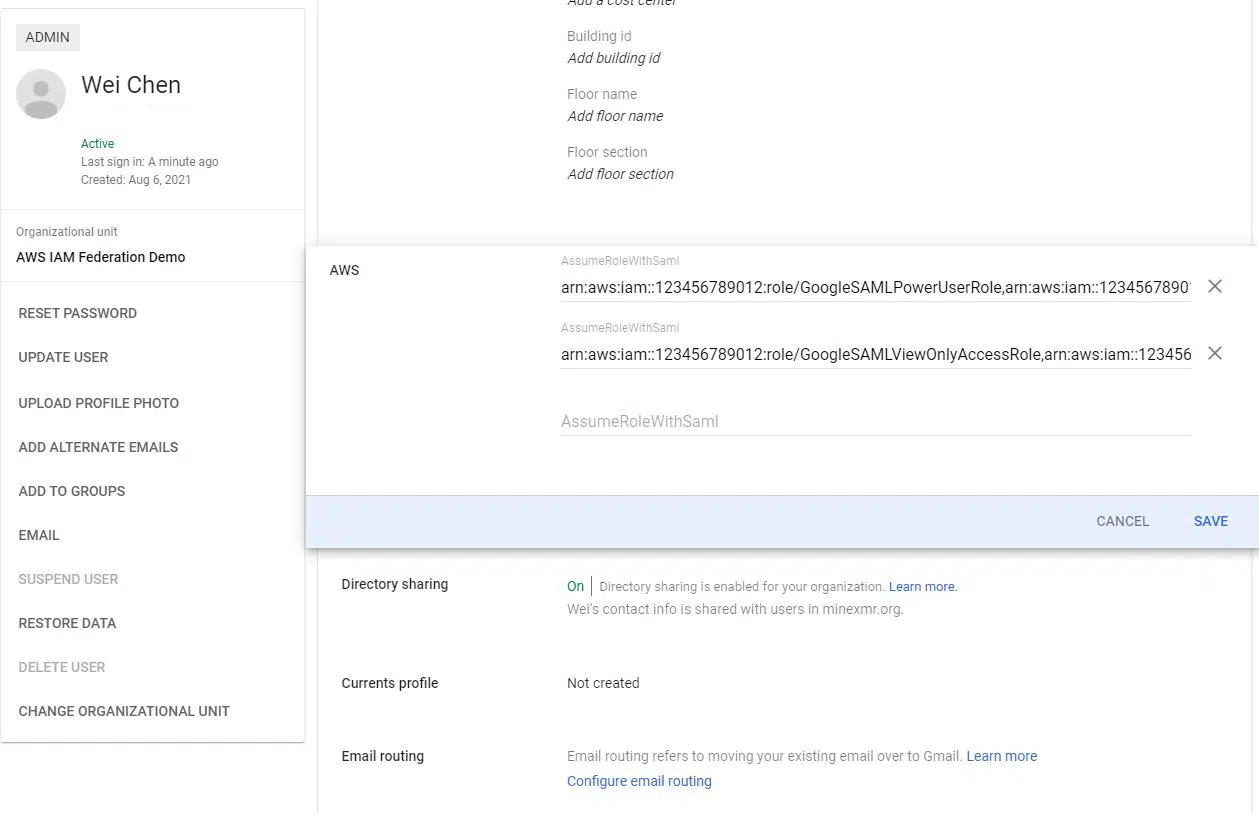 ADMIN
Wei Chen
Active
Last sign in: A minute ago
Created: Aug 6, 2021
Organizational unit
AWS IAM Federation Demo
RESET PASSWORD
UPDATE USER
UPLOAD PROFILE PHOTO
ADD ALTERNATE EMAILS
ADD TO GROUPS
EMAIL
SUSPEND USER
RESTORE DATA
DELETE USER
CHANGE ORGANIZATIONAL UNIT
Add a cost center
Building id
Add building id
Floor name
Add floor name
Floor section
Add floor section
AWS
AssumeRoleWithSaml
arn:aws:iam::123456789012:role/GoogleSAMLPowerUserRole,arn:aws:iam::1234567890
AssumeRoleWithSaml
arn:aws:iam::123456789012:role/GoogleSAMLViewOnlyAccessRole,arn:aws:iam::123456
AssumeRoleWithSaml
CANCEL SAVE
Directory sharing
On Directory sharing is enabled for your organization. Learn more.
Wei's contact info is shared with users in minexmr.org.
Currents profile
Not created
Email routing
Email routing refers to moving your existing email over to Gmail. Learn more
Configure email routing